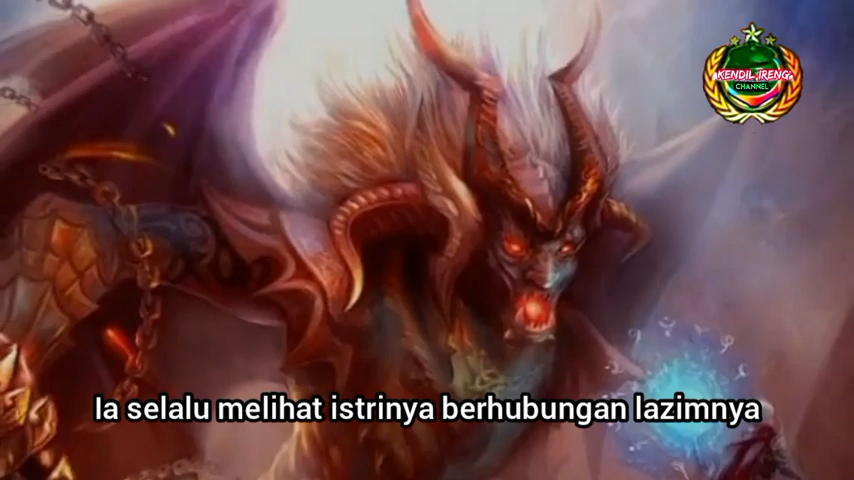 KENDIL IRENG
CHANNEL
Ia selalu melihat istrinya berhubungan lazimnya